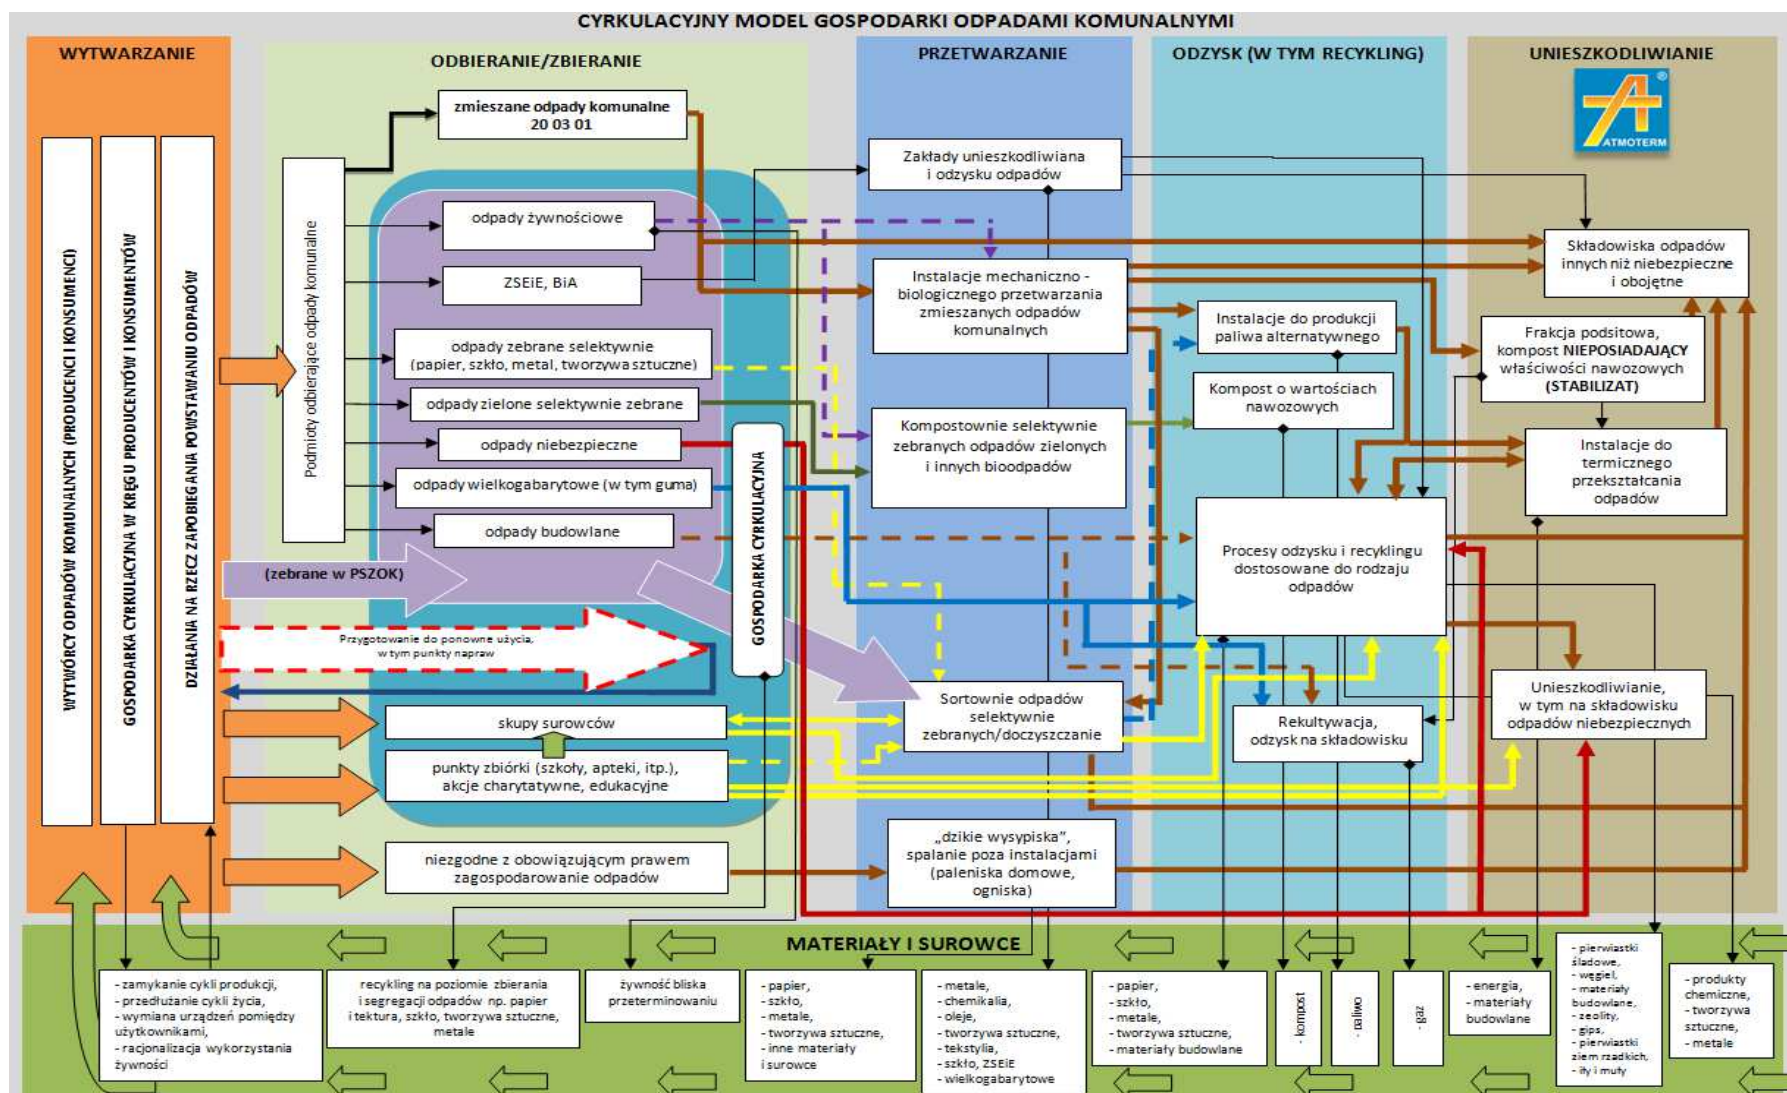 CYRKULACYJNY MODEL GOSPODARKI ODPADAMI KOMUNALNYMI
WYTWARZANIE
WYTWÓRCY ODPADÓW KOMUNALNYCH (PRODUCENCI I KONSUMENCI)
GOSPODARKA CYRKULACYJNA W KRĘGU PRODUCENTÓW I KONSUMENTÓW
DZIAŁANIA NA RZECZ ZAPOBIEGANIA POWSTAWANIU ODPADÓW
ODBIERANIE/ZBIERANIE
Podmioty odbierające odpady komunalne
zmieszane odpady komunalne
20 03 01
odpady żywnościowe
ZSEiE, BiA
odpady zebrane selektywnie
(papier, szkło, metal, tworzywa sztuczne)
odpady zielone selektywnie zebrane
odpady niebezpieczne
odpady wielkogabarytowe (w tym guma)
odpady budowlane
(zebrane w PSZOK)
Przygotowanie do ponowne użycia,
w tym punkty napraw
GOSPODARKA CYRKULACYJNA
skupy surowców
punkty zbiórki (szkoły, apteki, itp.),
akcje charytatywne, edukacyjne
niezgodne z obowiązującym prawem
zagospodarowanie odpadów
PRZETWARZANIE
Zakłady unieszkodliwiana
i odzysku odpadów
Instalacje mechaniczno -
biologicznego przetwarzania
zmieszanych odpadów
komunalnych
Kompostownie selektywnie
zebranych odpadów zielonych
i innych bioodpadów
Sortownie odpadów
selektywnie
zebranych/doczyszczanie
„dzikie wysypiska”,
spalanie poza instalacjami
(paleniska domowe,
ogniska)
ODZYSK (W TYM RECYKLING)
Instalacje do produkcji
paliwa alternatywnego
Kompost o wartościach
nawozowych
Procesy odzysku i recyklingu
dostosowane do rodzaju
odpadów
Rekultywacja,
odzysk na składowisku
UNIESZKODLIWIANIE
®
ATMOTERM
Składowiska odpadów
innych niż niebezpieczne
i obojętne
Frakcja podsitowa,
kompost NIEPOSIADAJĄCY
właściwości nawozowych
(STABILIZAT)
Instalacje do
termicznego
przekształcania
odpadów
Unieszkodliwianie,
w tym na składowisku
odpadów niebezpiecznych
MATERIAŁY I SUROWCE
- zamykanie cykli produkcji,
- przedłużanie cykli życia,
- wymiana urządzeń pomiędzy
użytkownikami,
- racjonalizacja wykorzystania
żywności
recykling na poziomie zbierania
i segregacji odpadów np. papier
i tektura, szkło, tworzywa sztuczne,
metale
żywność bliska
przeterminowaniu
- papier,
- szkło,
- metale,
- tworzywa sztuczne,
- inne materiały
i surowce
- metale,
- chemikalia,
- oleje,
- tworzywa sztuczne,
- tekstylia,
- szkło, ZSEiE
- wielkogabarytowe
- papier,
- szkło,
- metale,
- tworzywa sztuczne,
- materiały budowlane
- kompost
- paliwo
- gaz
- energia,
- materiały
budowlane
- pierwiastki
śladowe,
- węgiel,
- materiały
budowlane,
- zeolity,
- gips,
- pierwiastki
ziem rzadkich,
- iły i muły
- produkty
chemiczne,
- tworzywa
sztuczne,
- metale